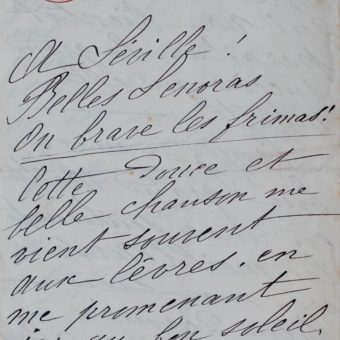 A Séville !
Belles Senoras
On brave les frimas!
Cette douce et
belle chanson me
vient souvent
aux lèvres. en
me promenant
ici au bon soleil.